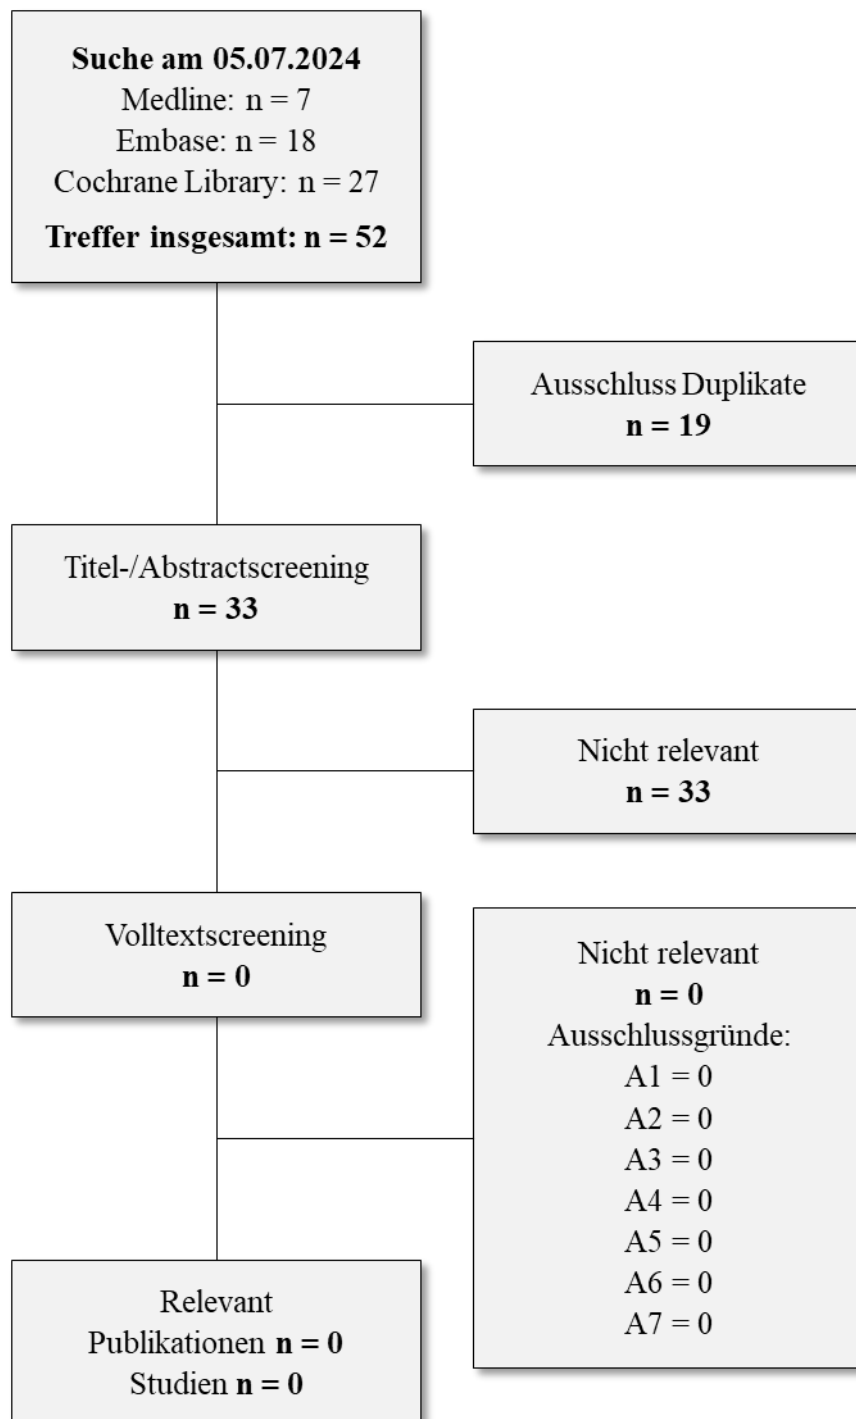 Suche am 05.07.2024
Medline: n = 7
Embase: n = 18
Cochrane Library: n = 27
Treffer insgesamt: n = 52
Ausschluss Duplikate
n = 19
Titel-/Abstractscreening
n = 33
Nicht relevant
n = 33
Volltextscreening
n = 0
Nicht relevant
n = 0
Ausschlussgründe:
A1 = 0
A2 = 0
A3 = 0
A4 = 0
A5 = 0
A6 = 0
A7 = 0
Relevant
Publikationen n = 0
Studien n = 0